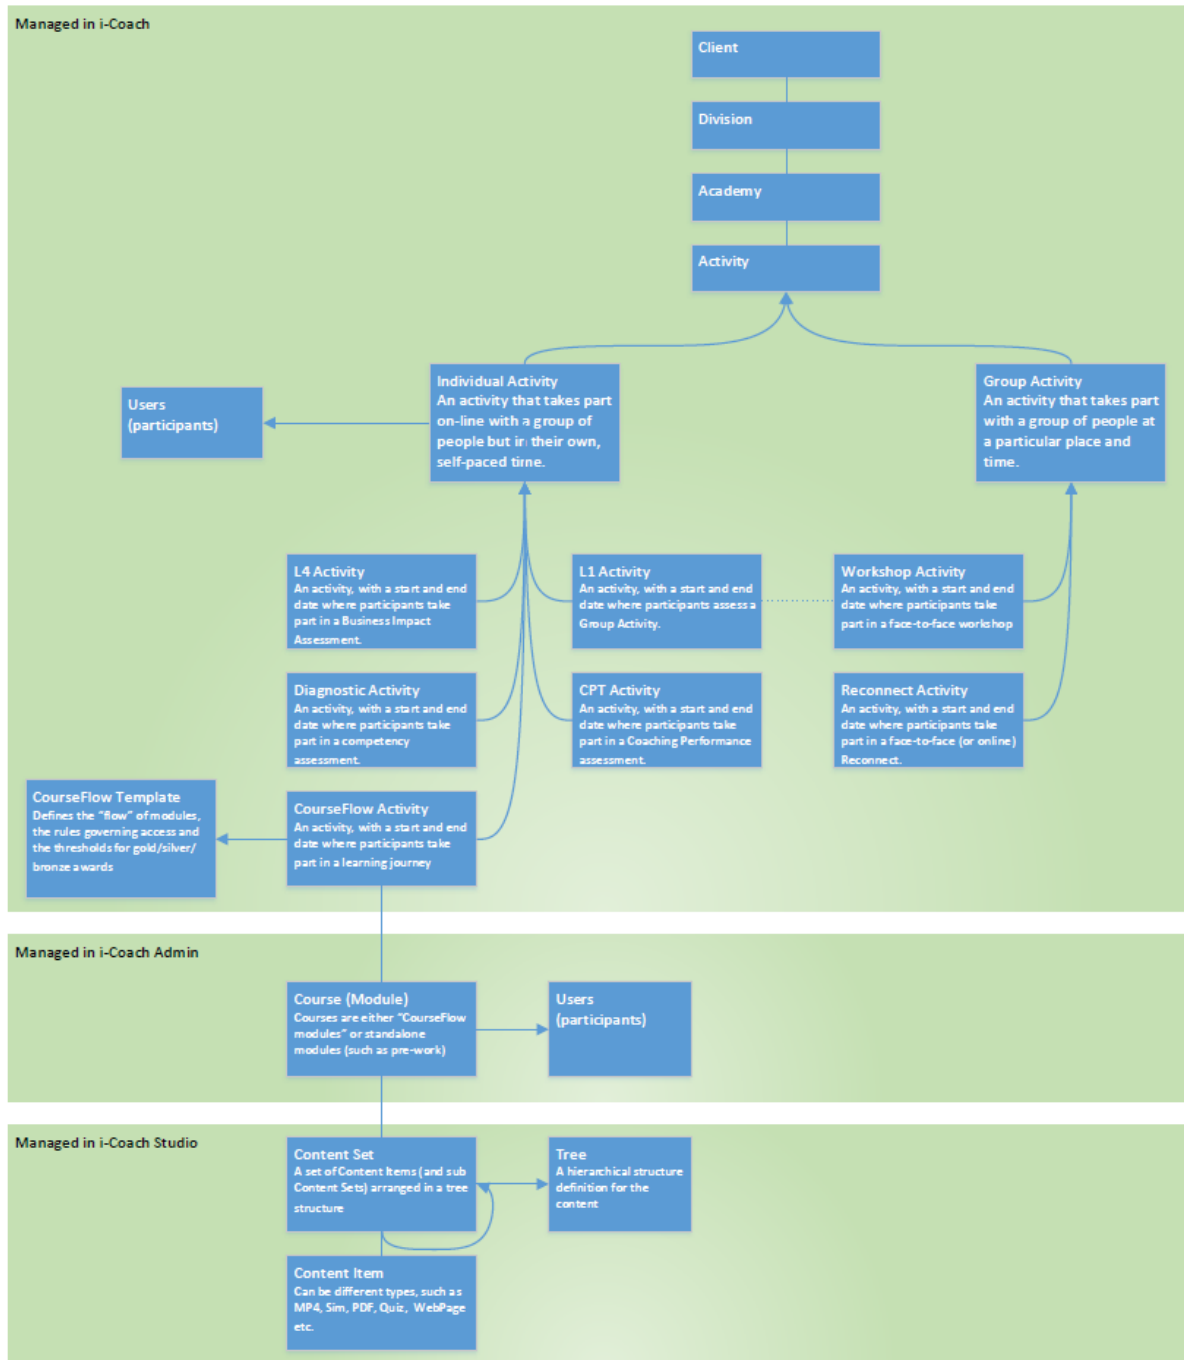 Managed in i-Coach
Client
Division
Academy
Activity
Individual Activity
An activity that takes part
on-line with a group of
people but in their own,
self-paced time.
Group Activity
An activity that takes part
with a group of people at
a particular place and
time.
Users
(participants)
L4 Activity
An activity, with a start and end
date where participants take
part in a Business Impact
Assessment.
L1 Activity
An activity, with a start and end
date where participants assess a
Group Activity.
Workshop Activity
An activity, with a start and end
date where participants take
part in a face-to-face workshop
Diagnostic Activity
An activity, with a start and end
date where participants take
part in a competency
assessment.
CPT Activity
An activity, with a start and end
date where participants take
part in a Coaching Performance
assessment.
Reconnect Activity
An activity, with a start and end
date where participants take
part in a face-to-face (or online)
Reconnect.
CourseFlow Template
Defines the “flow” of modules,
the rules governing access and
the thresholds for gold/silver/
bronze awards
CourseFlow Activity
An activity, with a start and end
date where participants take
part in a learning journey
Managed in i-Coach Admin
Course (Module)
Courses are either “CourseFlow
modules” or standalone
modules (such as pre-work)
Users
(participants)
Managed in i-Coach Studio
Content Set
A set of Content Items (and sub
Content Sets) arranged in a tree
structure
Tree
A hierarchical structure
definition for the
content
Content Item
Can be different types, such as
MP4, Sim, PDF, Quiz, WebPage
etc.